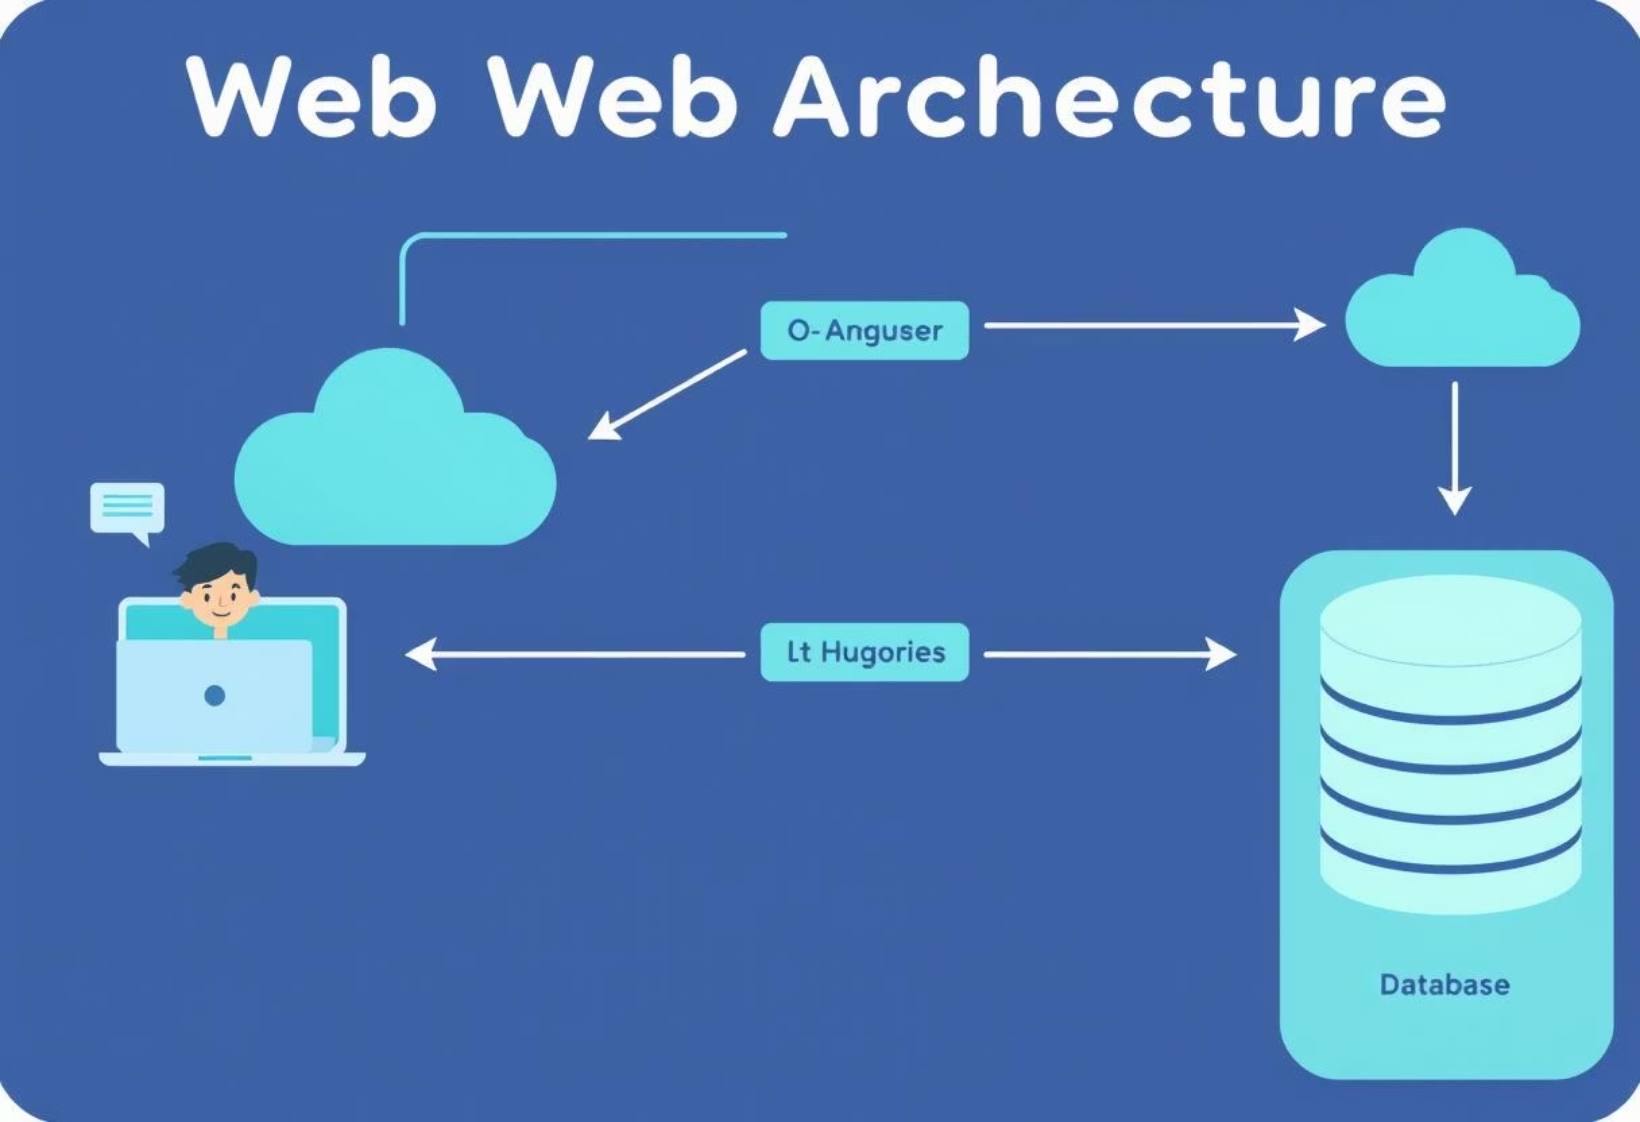 Web Web Archecture
O-Anguser
Lt Hugories
Database